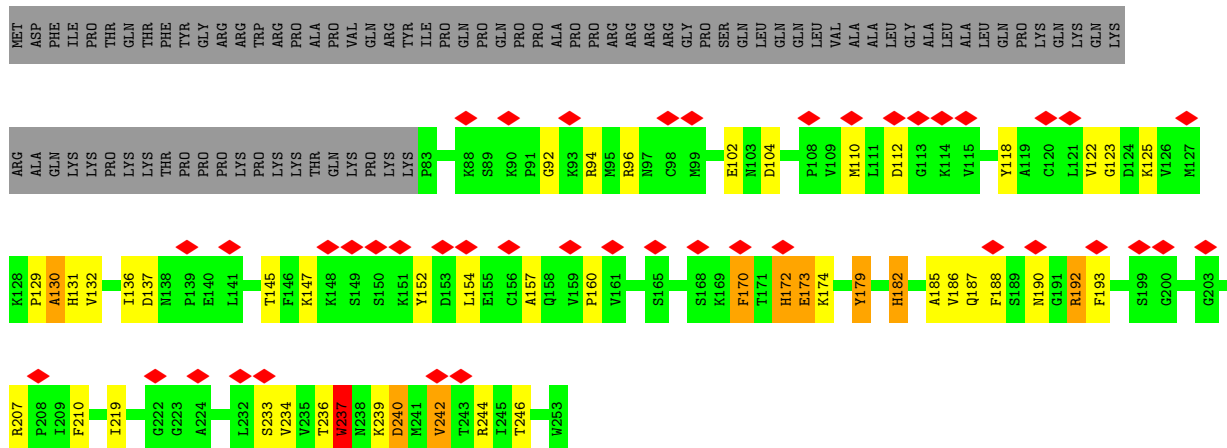 MET ASP PHE ILE PRO THR GLN THR PHE TYR GLY ARG ARG TRP ARG PRO ALA PRO VAL GLN ARG TYR ILE PRO GLN PRO GLN PRO PRO ALA PRO PRO ARG ARG ARG ARG GLY PRO SER GLN LEU GLN GLN LEU VAL ALA ALA LEU GLY ALA LEU ALA LEU GLN PRO LYS GLN LYS GLN LYS
ARG ALA GLN LYS LYS PRO LYS LYS THR PRO PRO PRO LYS PRO LYS LYS THR GLN LYS PRO LYS LYS P83 K88 S89 K90 P91 G92 K93 R94 M95 R96 N97 C98 M99 E102 N103 D104 P108 V109 M110 L111 D112 G113 K114 V115 Y118 A119 C120 L121 V122 G123 D124 K125 V126 M127
K128 P129 A130 H131 V132 I136 D137 N138 P139 E140 L141 T145 F146 K147 K148 S149 S150 K151 Y152 D153 L154 E155 C156 A157 Q158 V159 P160 V161 S165 S168 K169 F170 T171 H172 E173 K174 Y179 H182 A185 V186 Q187 F188 S189 N190 G191 R192 F193 S199 G200 G203
R207 P208 I209 F210 I219 G222 G223 A224 L232 S233 V234 V235 T236 W237 N238 K239 D240 M241 V242 T243 R244 I245 T246 W253